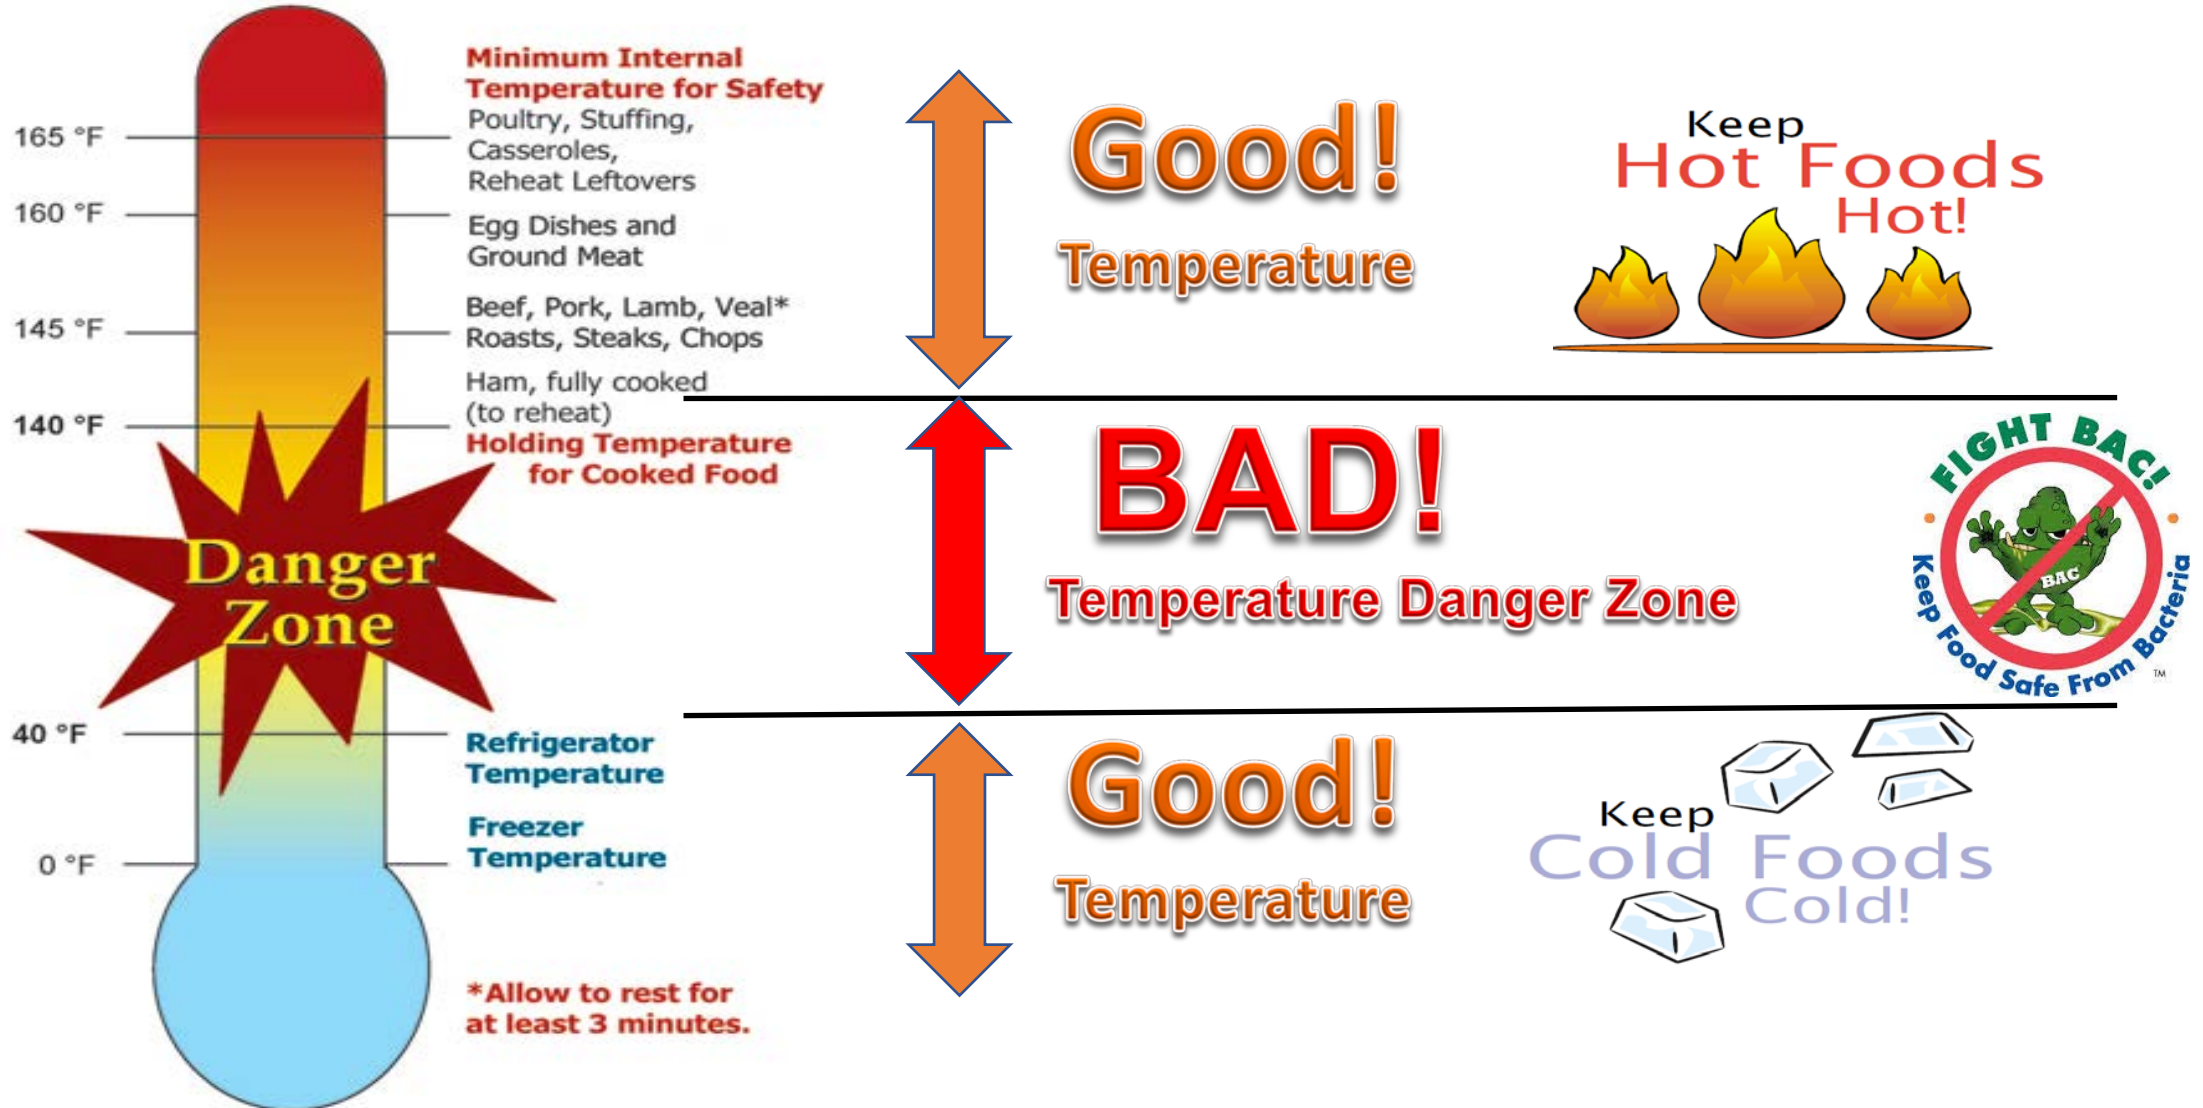 Minimum Internal
Temperature for Safety
165 °F
Poultry, Stuffing,
Casseroles,
Reheat Leftovers
160 °F
Egg Dishes and
Ground Meat
145 °F
Beef, Pork, Lamb, Veal*
Roasts, Steaks, Chops
Ham, fully cooked
(to reheat)
140 °F
Holding Temperature
for Cooked Food
Danger
Zone
40 °F
Refrigerator
Temperature
Freezer
Temperature
0 °F
*Allow to rest for
at least 3 minutes.
Good!
Temperature
Keep
Hot Foods
Hot!
BAD!
Temperature Danger Zone
FIGHT BAC!
BAC
Keep Food Safe From Bacteria
TM
Good!
Temperature
Keep
Cold Foods
Cold!